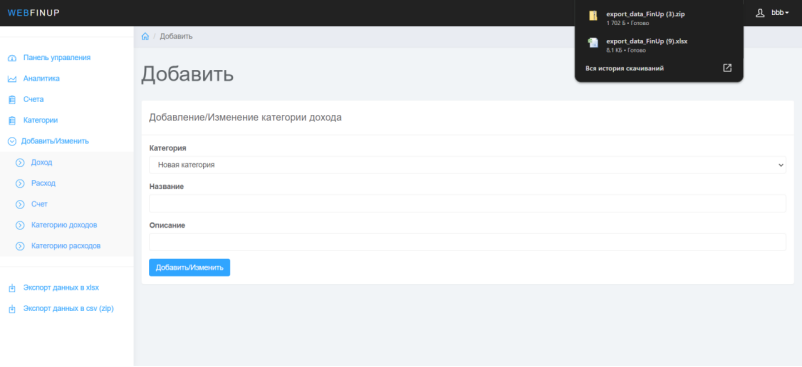 WEBFINUP
export_data_FinUp (3).zip
1 702 Б • Готово
bbb
Добавить
export_data_FinUp (9).xlsx
8.1 КБ • Готово
Вся история скачиваний
Панель управления
Аналитика
Счета
Категории
Добавить/Изменить
Доход
Расход
Счет
Категорию доходов
Категорию расходов
Экспорт данных в xlsx
Экспорт данных в csv (zip)
Добавить
Добавление/Изменение категории дохода
Категория
Новая категория
Название
Описание
Добавить/Изменить